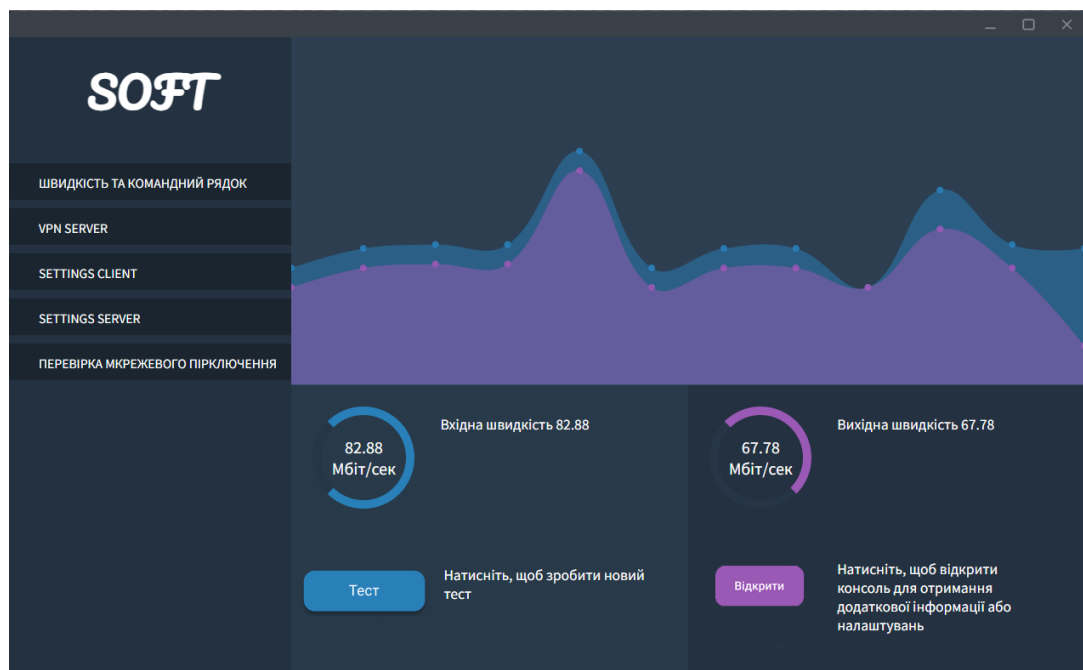 SOFT
ШВИДКІСТЬ ТА КОМАНДНИЙ РЯДОК
VPN SERVER
SETTINGS CLIENT
SETTINGS SERVER
ПЕРЕВІРКА МКРЕЖЕВОГО ПІРКЛЮЧЕННЯ
82.88
Мбіт/сек
Вхідна швидкість 82.88
67.78
Мбіт/сек
Вихідна швидкість 67.78
Тест
Натисніть, щоб зробити новий
тест
Відкрити
Натисніть, щоб відкрити
консоль для отримання
додаткової інформації або
налаштувань